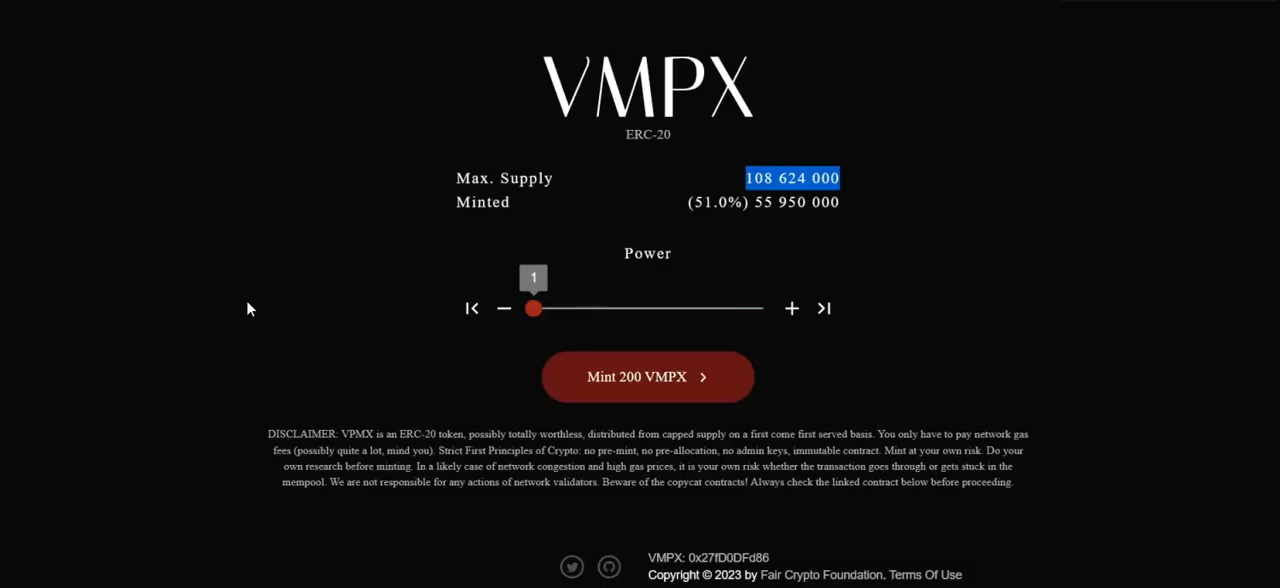 VMPX
ERC-20
Max. Supply 108 624 000
Minted (51.0%) 55 950 000
Power
1
Mint 200 VMPX
DISCLAIMER: VPMX is an ERC-20 token, possibly totally worthless, distributed from capped supply on a first come first served basis. You only have to pay network gas
fees (possibly quite a lot, mind you). Strict First Principles of Crypto: no pre-mint, no pre-allocation, no admin keys, immutable contract. Mint at your own risk. Do your
own research before minting. In a likely case of network congestion and high gas prices, it is your own risk whether the transaction goes through or gets stuck in the
mempool. We are not responsible for any actions of network validators. Beware of the copycat contracts! Always check the linked contract below before proceeding.
VMPX: 0x27fD0DFd86
Copyright © 2023 by Fair Crypto Foundation. Terms Of Use